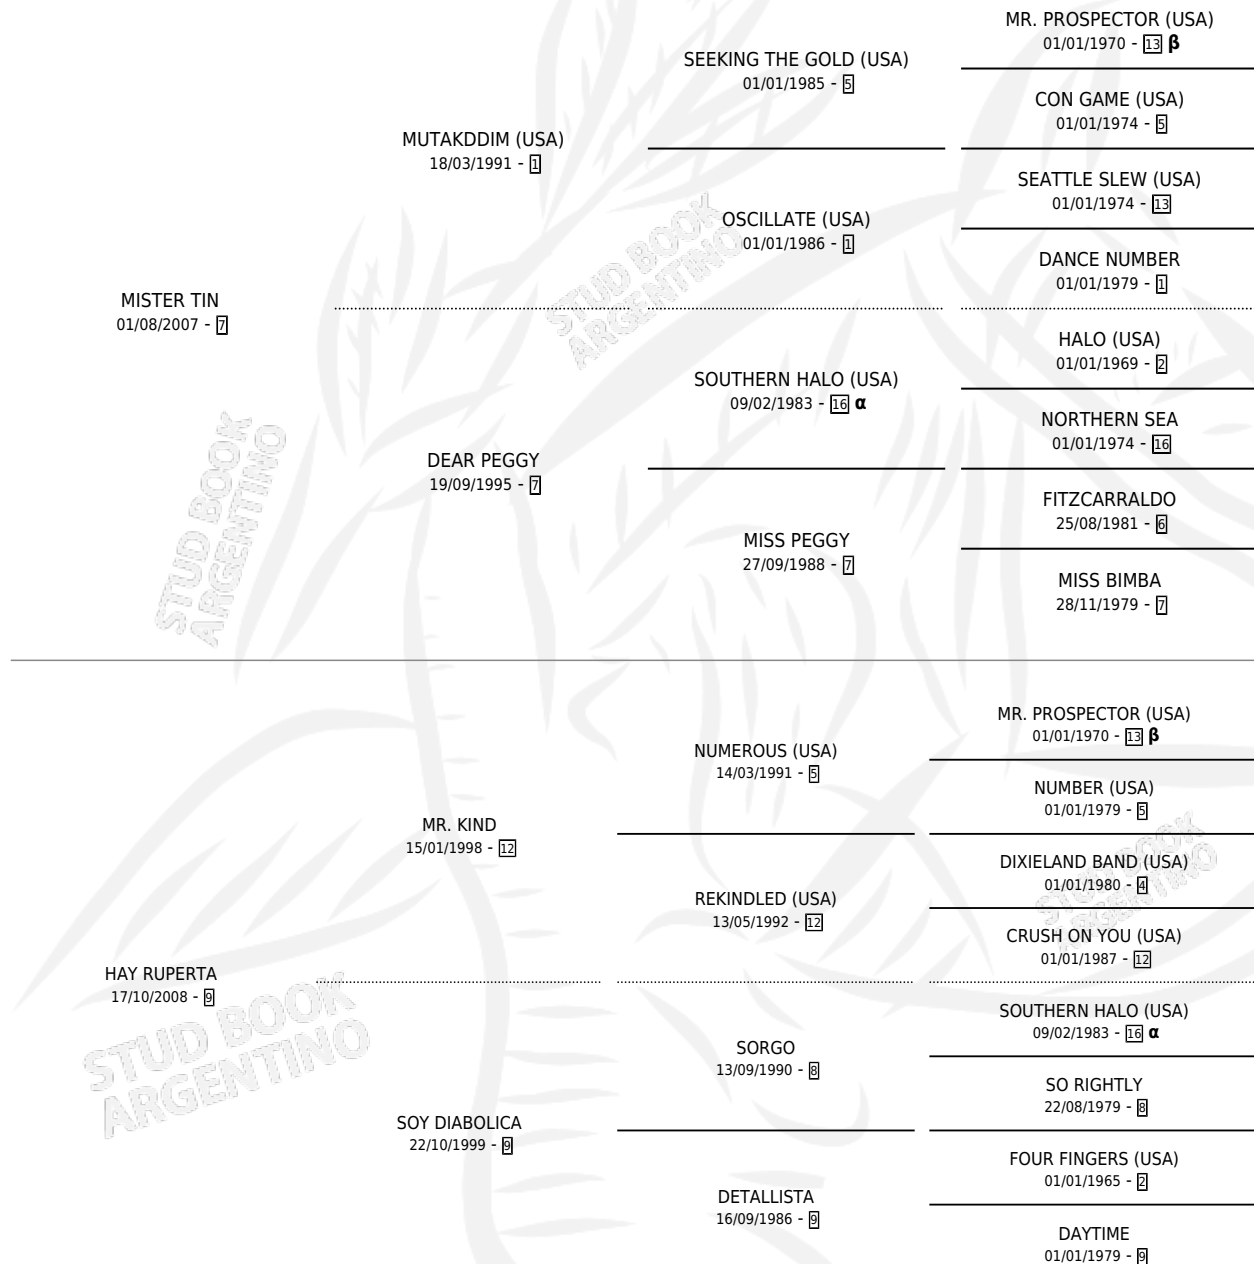 MR. PROSPECTOR (USA)
01/01/1970 - 13 β
SEEKING THE GOLD (USA)
01/01/1985 - 5
CON GAME (USA)
01/01/1974 - 5
MUTAKDDIM (USA)
18/03/1991 - 1
SEATTLE SLEW (USA)
01/01/1974 - 13
OSCILLATE (USA)
01/01/1986 - 1
DANCE NUMBER
01/01/1979 - 1
MISTER TIN
01/08/2007 - 7
HALO (USA)
01/01/1969 - 2
SOUTHERN HALO (USA)
09/02/1983 - 16 α
NORTHERN SEA
01/01/1974 - 16
DEAR PEGGY
19/09/1995 - 7
FITZCARRALDO
25/08/1981 - 6
MISS PEGGY
27/09/1988 - 7
MISS BIMBA
28/11/1979 - 7
MR. PROSPECTOR (USA)
01/01/1970 - 13 β
NUMEROUS (USA)
14/03/1991 - 5
NUMBER (USA)
01/01/1979 - 5
MR. KIND
15/01/1998 - 12
DIXIELAND BAND (USA)
01/01/1980 - 4
REKINDLED (USA)
13/05/1992 - 12
CRUSH ON YOU (USA)
01/01/1987 - 12
HAY RUPERTA
17/10/2008 - 9
SOUTHERN HALO (USA)
09/02/1983 - 16 α
SORGO
13/09/1990 - 8
SO RIGHTLY
22/08/1979 - 8
SOY DIABOLICA
22/10/1999 - 9
FOUR FINGERS (USA)
01/01/1965 - 2
DETALLISTA
16/09/1986 - 9
DAYTIME
01/01/1979 - 9
STUD BOOK
ARGENTINO
STUD BOOK
ARGENTINO
STUD BOOK
ARGENTINO
STUD BOOK
ARGENTINO